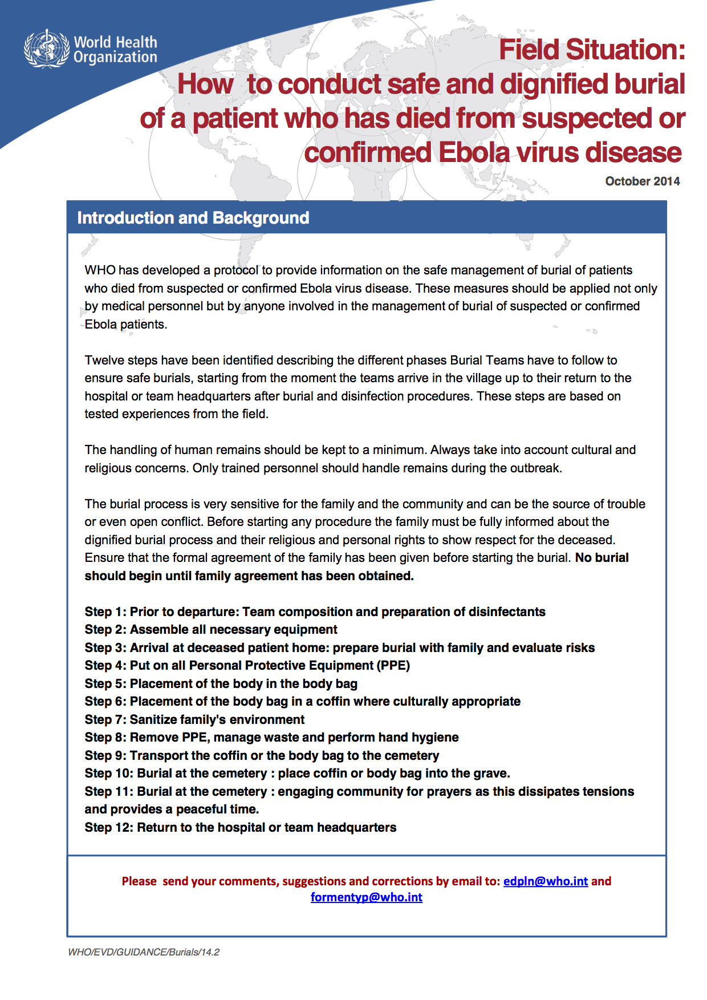 World Health
Organization
Field Situation:
How to conduct safe and dignified burial
of a patient who has died from suspected or
confirmed Ebola virus disease
October 2014
Introduction and Background
WHO has developed a protocol to provide information on the safe management of burial of patients
who died from suspected or confirmed Ebola virus disease. These measures should be applied not only
by medical personnel but by anyone involved in the management of burial of suspected or confirmed
Ebola patients.
Twelve steps have been identified describing the different phases Burial Teams have to follow to
ensure safe burials, starting from the moment the teams arrive in the village up to their return to the
hospital or team headquarters after burial and disinfection procedures. These steps are based on
tested experiences from the field.
The handling of human remains should be kept to a minimum. Always take into account cultural and
religious concerns. Only trained personnel should handle remains during the outbreak.
The burial process is very sensitive for the family and the community and can be the source of trouble
or even open conflict. Before starting any procedure the family must be fully informed about the
dignified burial process and their religious and personal rights to show respect for the deceased.
Ensure that the formal agreement of the family has been given before starting the burial. No burial
should begin until family agreement has been obtained.
Step 1: Prior to departure: Team composition and preparation of disinfectants
Step 2: Assemble all necessary equipment
Step 3: Arrival at deceased patient home: prepare burial with family and evaluate risks
Step 4: Put on all Personal Protective Equipment (PPE)
Step 5: Placement of the body in the body bag
Step 6: Placement of the body bag in a coffin where culturally appropriate
Step 7: Sanitize family's environment
Step 8: Remove PPE, manage waste and perform hand hygiene
Step 9: Transport the coffin or the body bag to the cemetery
Step 10: Burial at the cemetery : place coffin or body bag into the grave.
Step 11: Burial at the cemetery : engaging community for prayers as this dissipates tensions
and provides a peaceful time.
Step 12: Return to the hospital or team headquarters
Please send your comments, suggestions and corrections by email to: edpln@who.int and
formentyp@who.int
WHO/EVD/GUIDANCE/Burials/14.2